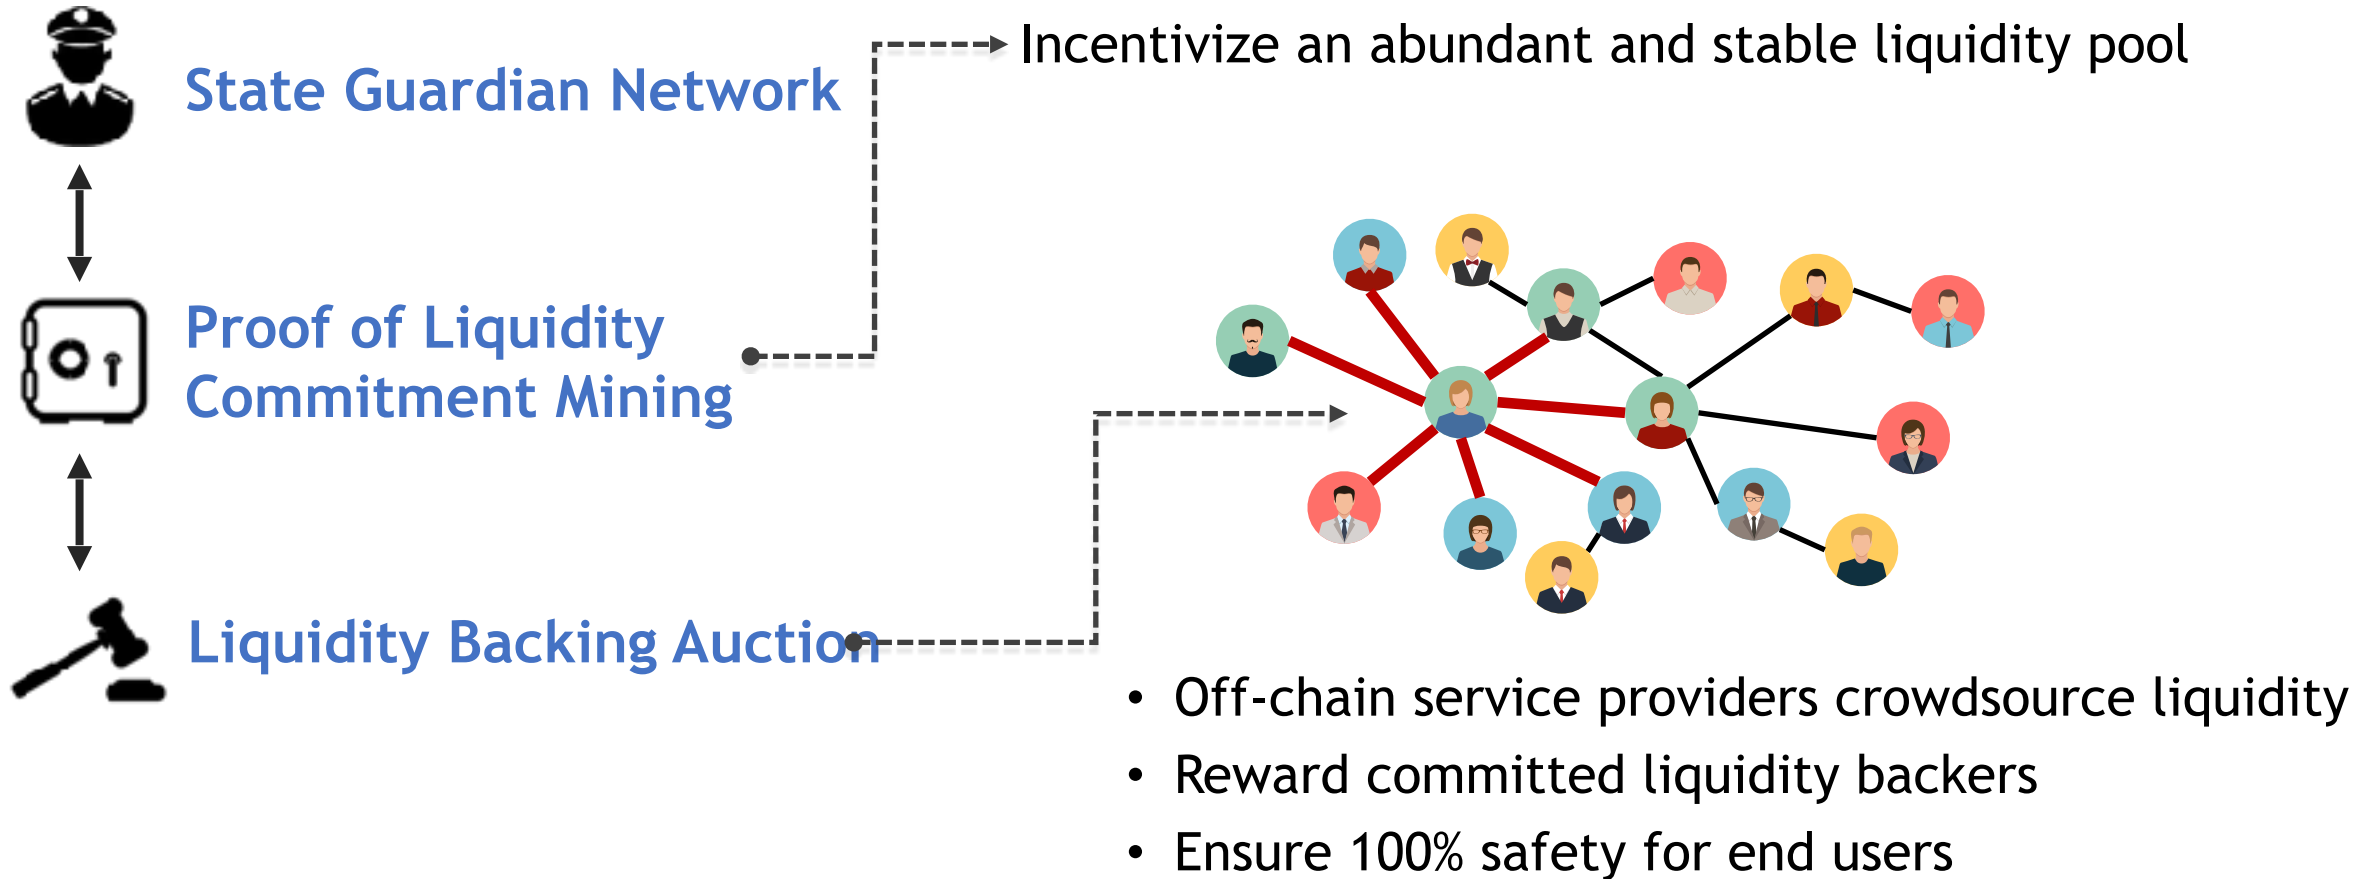 State Guardian Network
Proof of Liquidity
Commitment Mining
Liquidity Backing Auction
Incentivize an abundant and stable liquidity pool
• Off-chain service providers crowdsource liquidity
• Reward committed liquidity backers
• Ensure 100% safety for end users